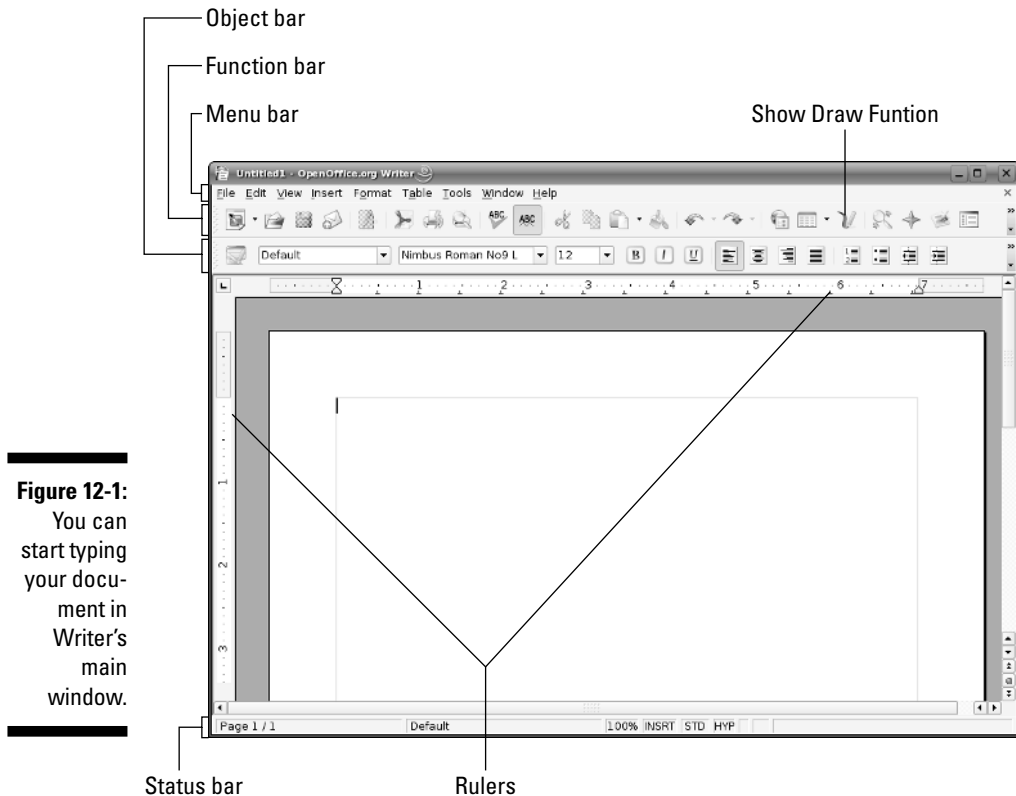 Object bar
Function bar
Menu bar
Show Draw Funtion
Untitled1 - OpenOffice.org Writer
File Edit View Insert Format Table Tools Window Help
ABC ABC
Default Nimbus Roman No9 L 12 B I U
1 2 3 4 5 6 7
1
2
3
Figure 12-1:
You can
start typing
your docu-
ment in
Writer's
main
window.
Page 1 / 1 Default 100% INSRT STD HYP
Status bar
Rulers